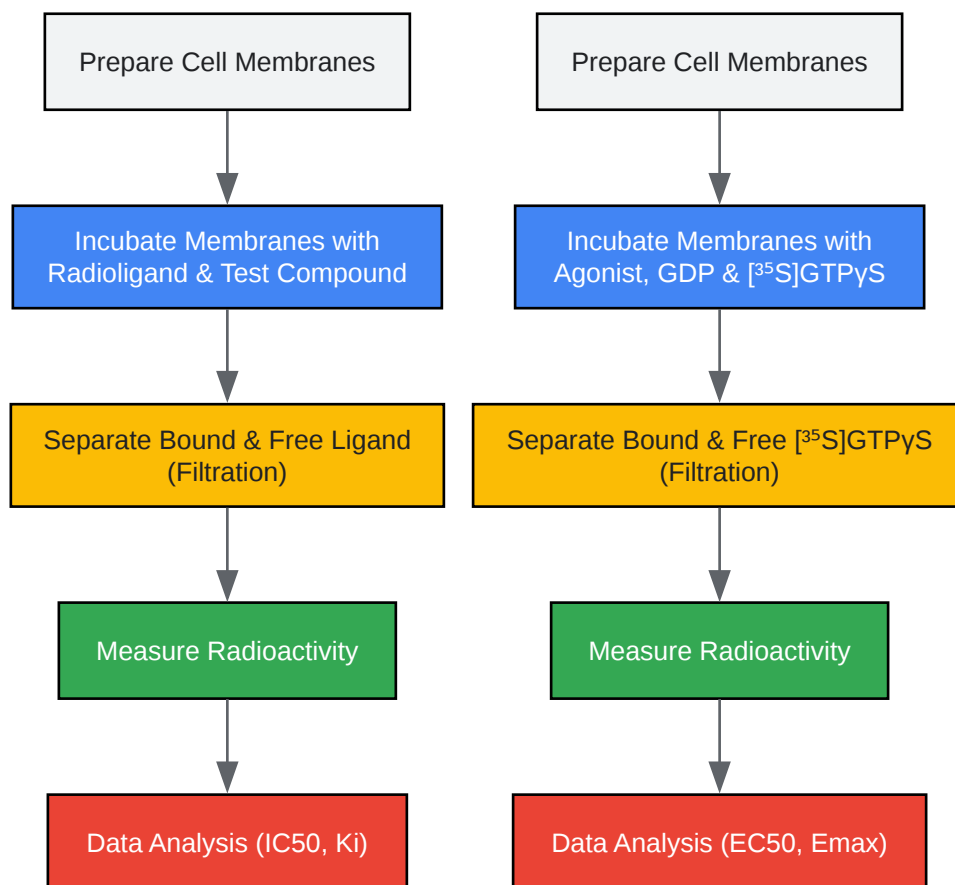 Prepare Cell Membranes
Incubate Membranes with
Radioligand & Test Compound
Separate Bound & Free Ligand
(Filtration)
Measure Radioactivity
Data Analysis (IC50, Ki)
Prepare Cell Membranes
Incubate Membranes with
Agonist, GDP & [³⁵S]GTPγS
Separate Bound & Free [³⁵S]GTPγS
(Filtration)
Measure Radioactivity
Data Analysis (EC50, Emax)